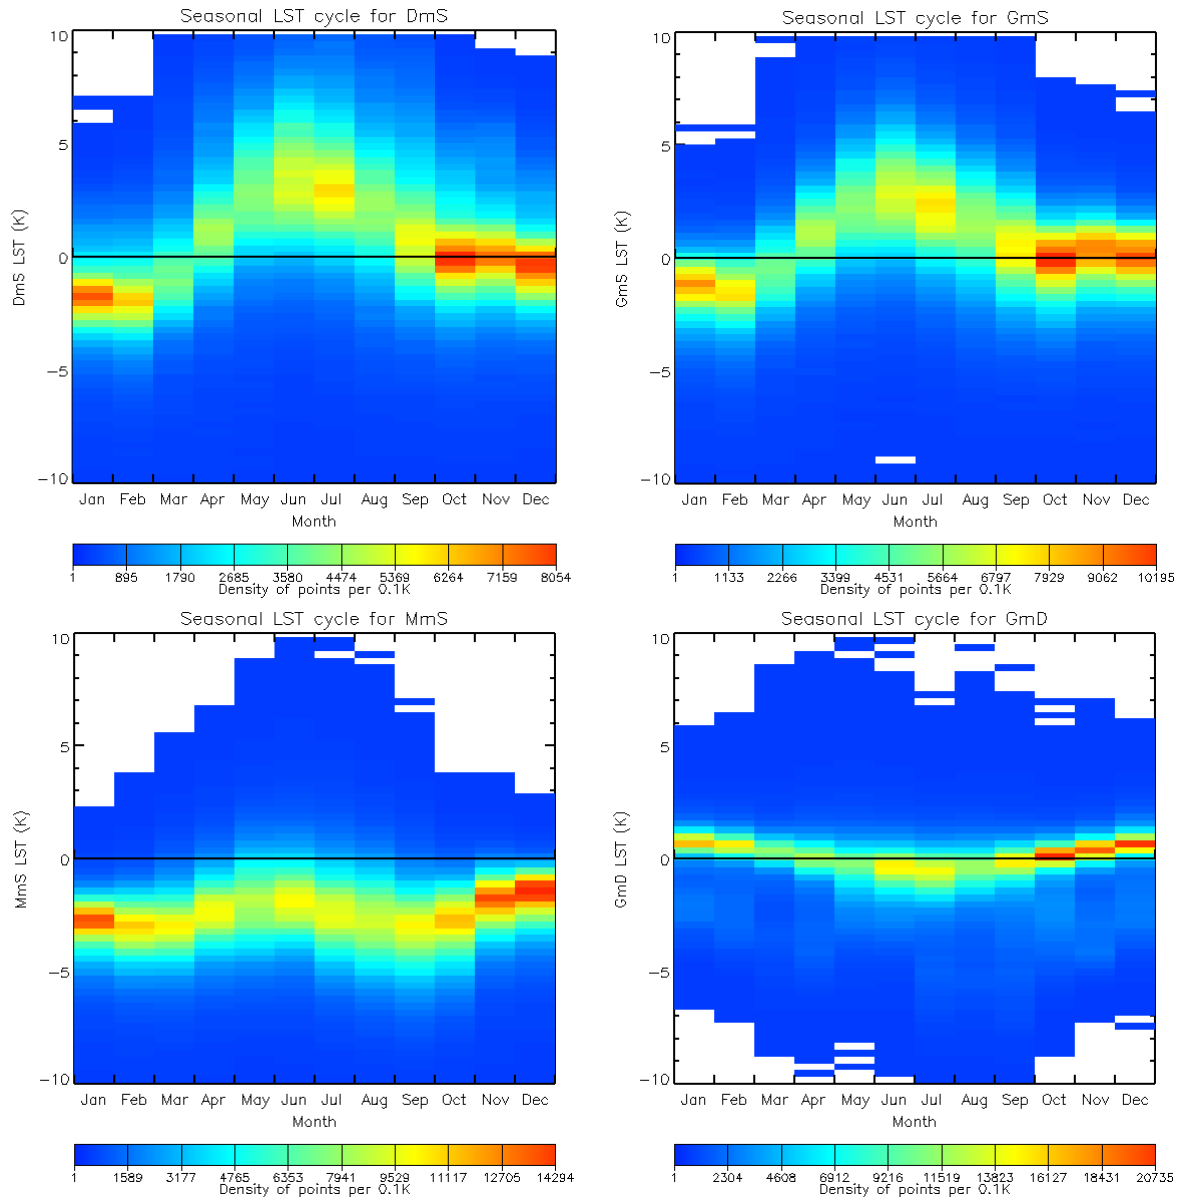 Seasonal LST cycle for DmS
10
5
0
−5
−10
DmS LST (K)
Jan Feb Mar Apr May Jun Jul Aug Sep Oct Nov Dec
Month
1 895 1790 2685 3580 4474 5369 6264 7159 8054
Density of points per 0.1K
Seasonal LST cycle for GmS
10
5
0
−5
−10
GmS LST (K)
Jan Feb Mar Apr May Jun Jul Aug Sep Oct Nov Dec
Month
1 1133 2266 3399 4531 5664 6797 7929 9062 10195
Density of points per 0.1K
Seasonal LST cycle for MmS
10
5
0
−5
−10
MmS LST (K)
Jan Feb Mar Apr May Jun Jul Aug Sep Oct Nov Dec
Month
1 1589 3177 4765 6353 7941 9529 11117 12705 14294
Density of points per 0.1K
Seasonal LST cycle for GmD
10
5
0
−5
−10
GmD LST (K)
Jan Feb Mar Apr May Jun Jul Aug Sep Oct Nov Dec
Month
1 2304 4608 6912 9216 11519 13823 16127 18431 20735
Density of points per 0.1K